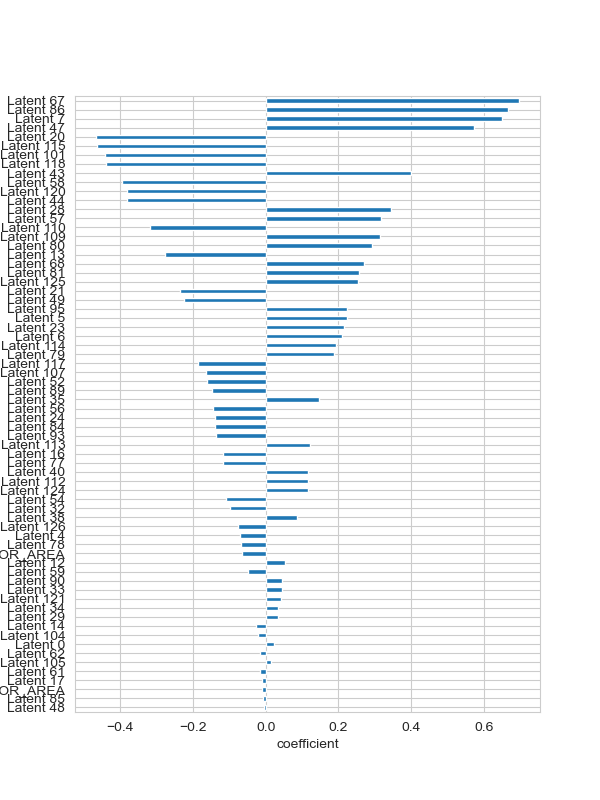 Latent 67
Latent 86
Latent 7
Latent 47
Latent 20
Latent 115
Latent 101
Latent 118
Latent 43
Latent 58
Latent 120
Latent 44
Latent 28
Latent 57
Latent 110
Latent 109
Latent 80
Latent 13
Latent 68
Latent 81
Latent 125
Latent 21
Latent 49
Latent 95
Latent 5
Latent 23
Latent 6
Latent 114
Latent 79
Latent 117
Latent 107
Latent 52
Latent 89
Latent 35
Latent 56
Latent 24
Latent 84
Latent 93
Latent 113
Latent 16
Latent 77
Latent 40
Latent 112
Latent 124
Latent 54
Latent 32
Latent 38
Latent 126
Latent 4
Latent 78
OR_AREA
Latent 12
Latent 59
Latent 90
Latent 33
Latent 121
Latent 34
Latent 29
Latent 14
Latent 104
Latent 0
Latent 62
Latent 105
Latent 61
Latent 17
OR_AREA
Latent 85
Latent 48
−0.4 −0.2 0.0 0.2 0.4 0.6
coefficient